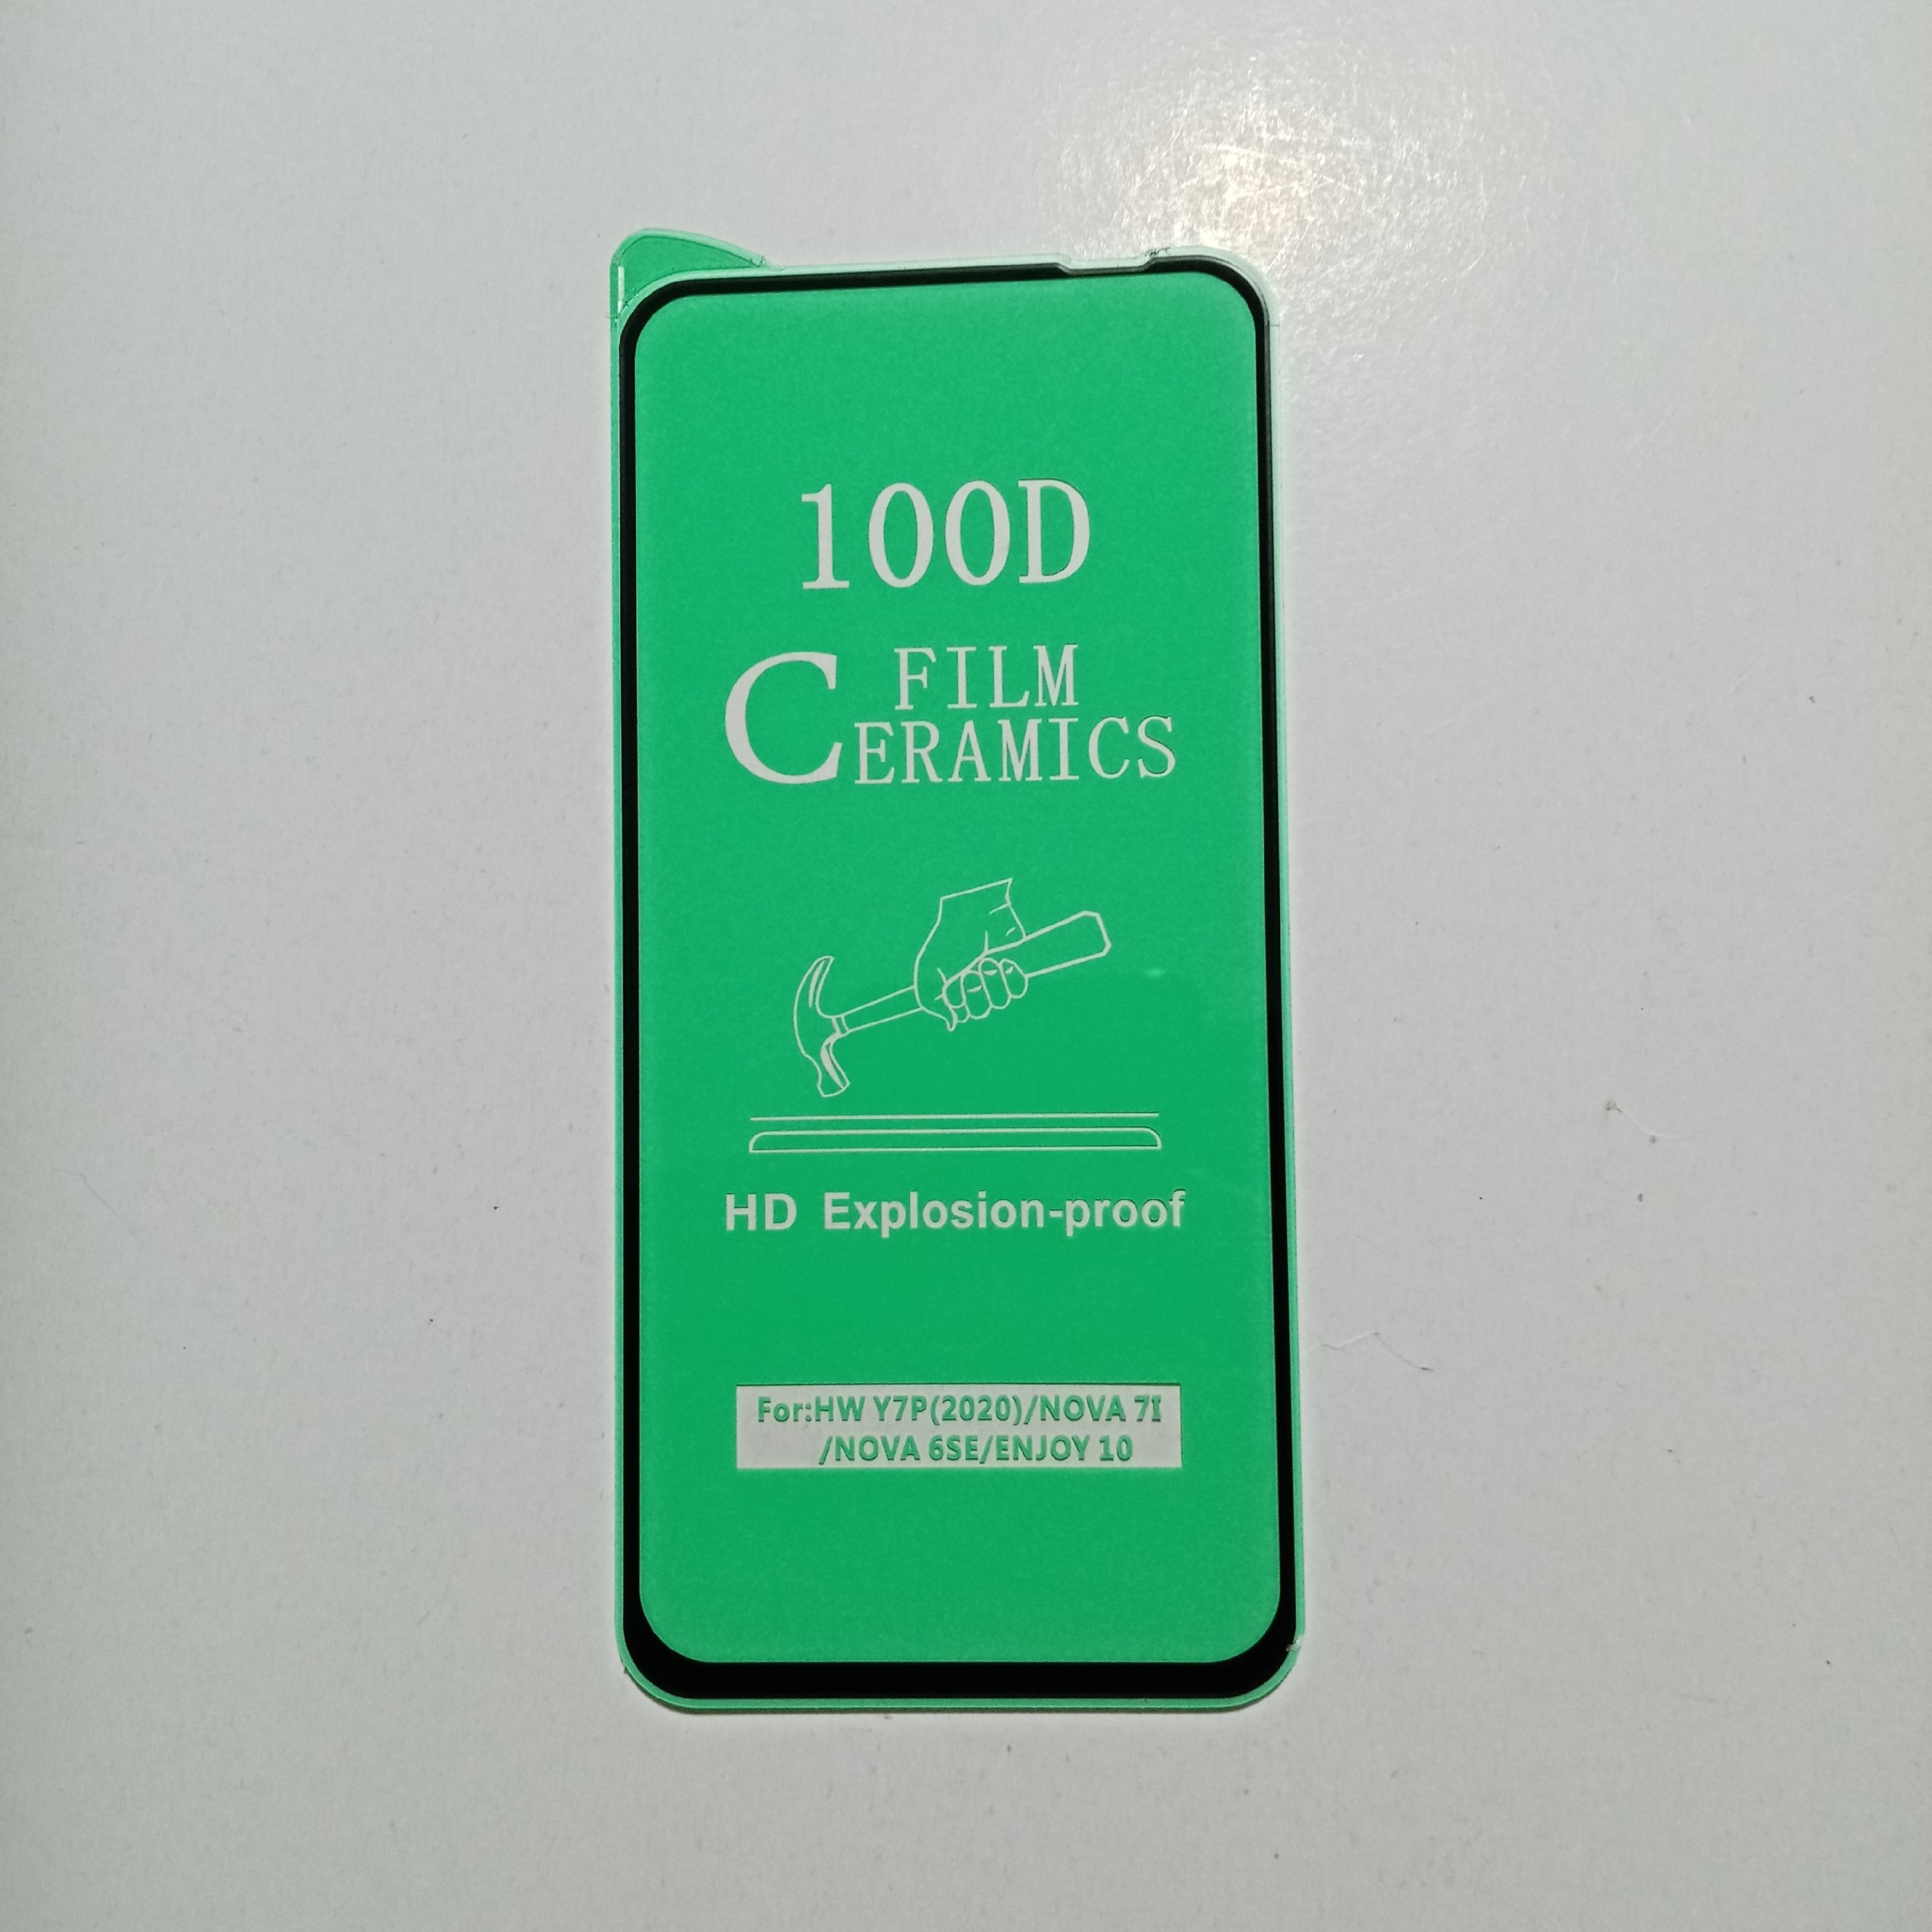 100D
FILM
CERAMICS
HD Explosion-proof
For:HW Y7P(2020)/NOVA 7I
/NOVA 6SE/ENJOY 10